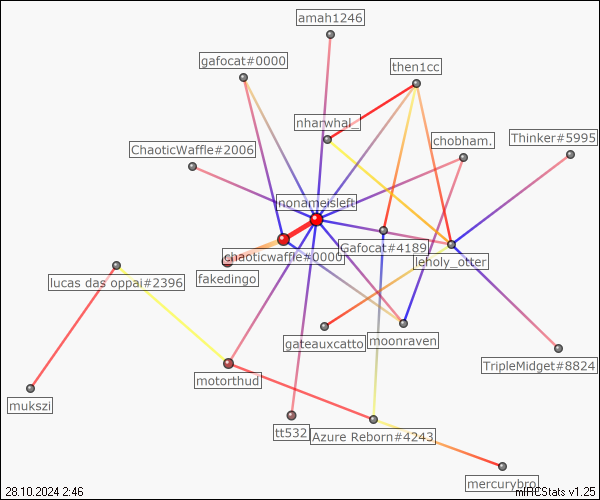 amah1246
gafocat#0000
then1cc
nharwhal_
chobham.
Thinker#5995
ChaoticWaffle#2006
nonameisleft
Gafocat#4189
chaoticwaffle#0000
leholy_otter
fakedingo
lucas das oppai#2396
gateauxcatto
moonraven
TripleMidget#8824
motorthud
mukszi
tt532
Azure Reborn#4243
mercurybro
28.10.2024 2:46
mIRCStats v1.25